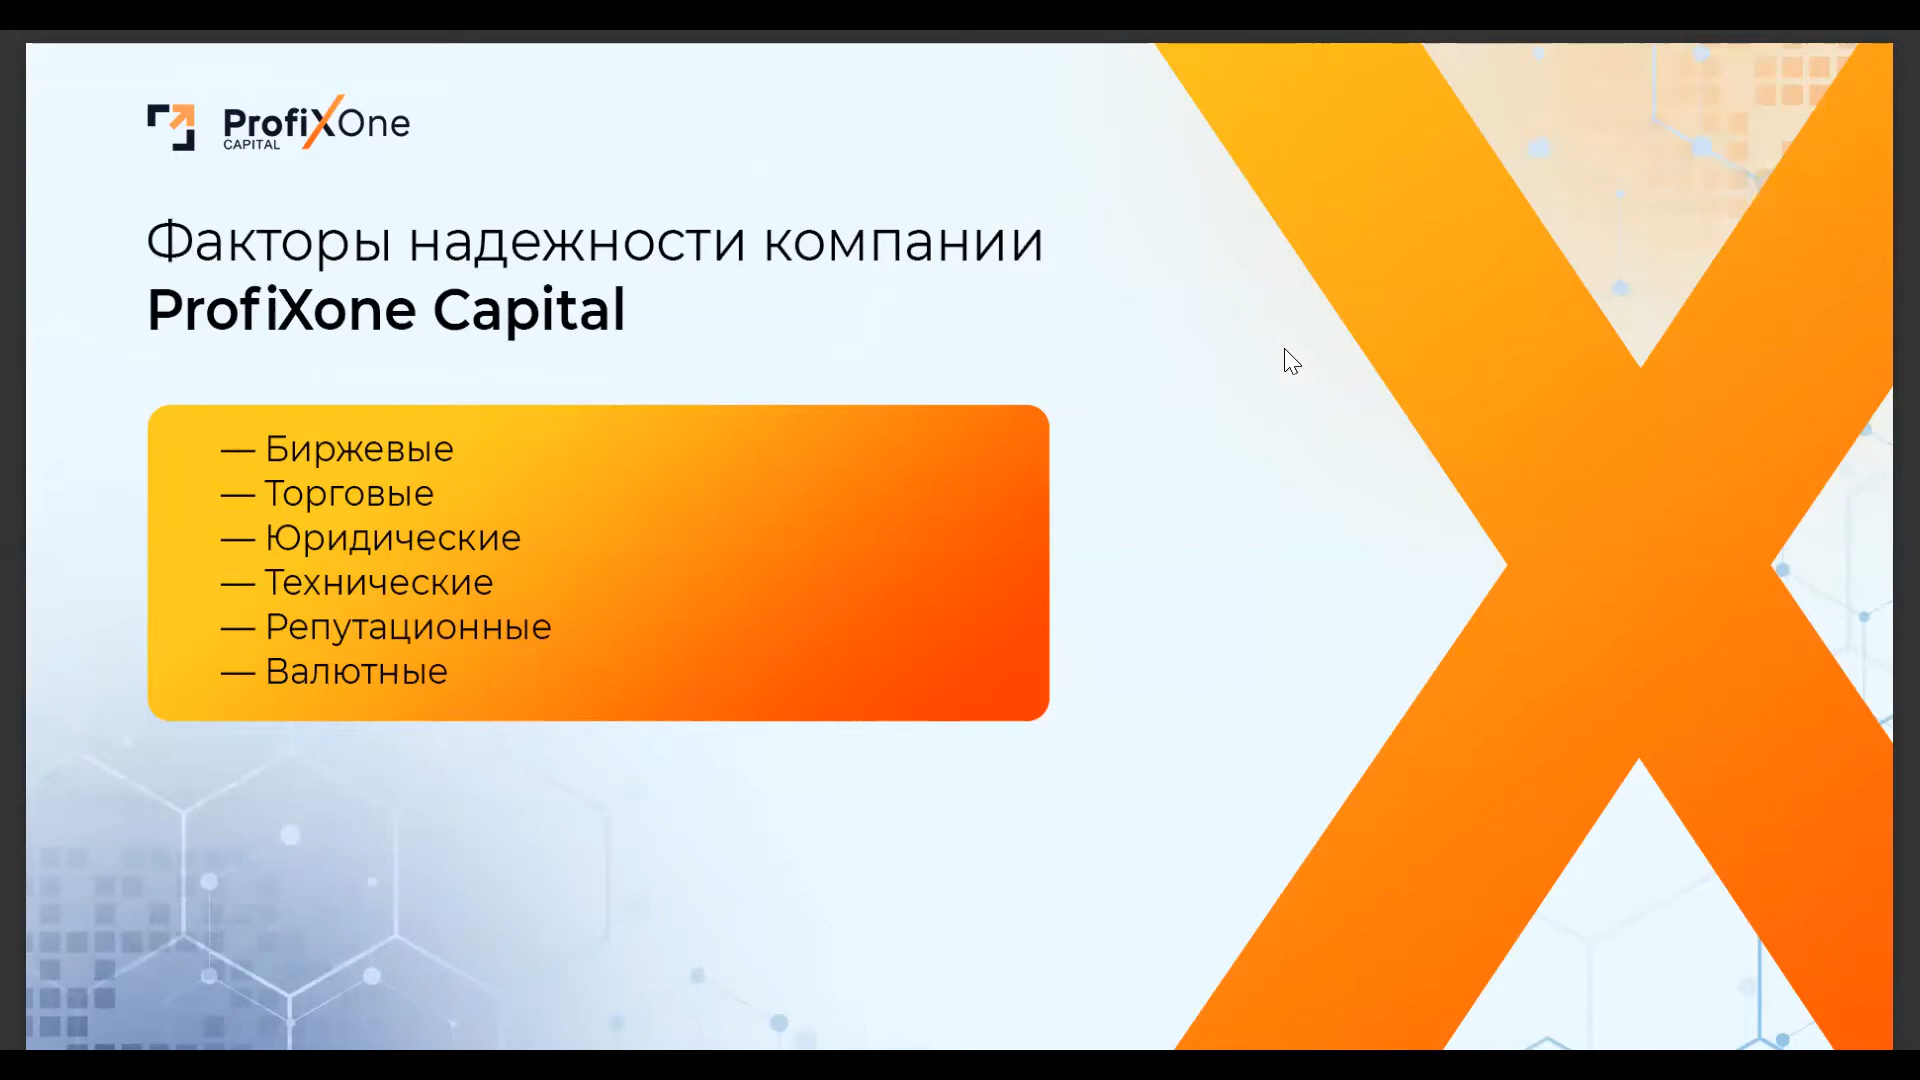 ProfiXOne
CAPITAL
Факторы надежности компании
ProfiXone Capital
— Биржевые
— Торговые
— Юридические
— Технические
— Репутационные
— Валютные